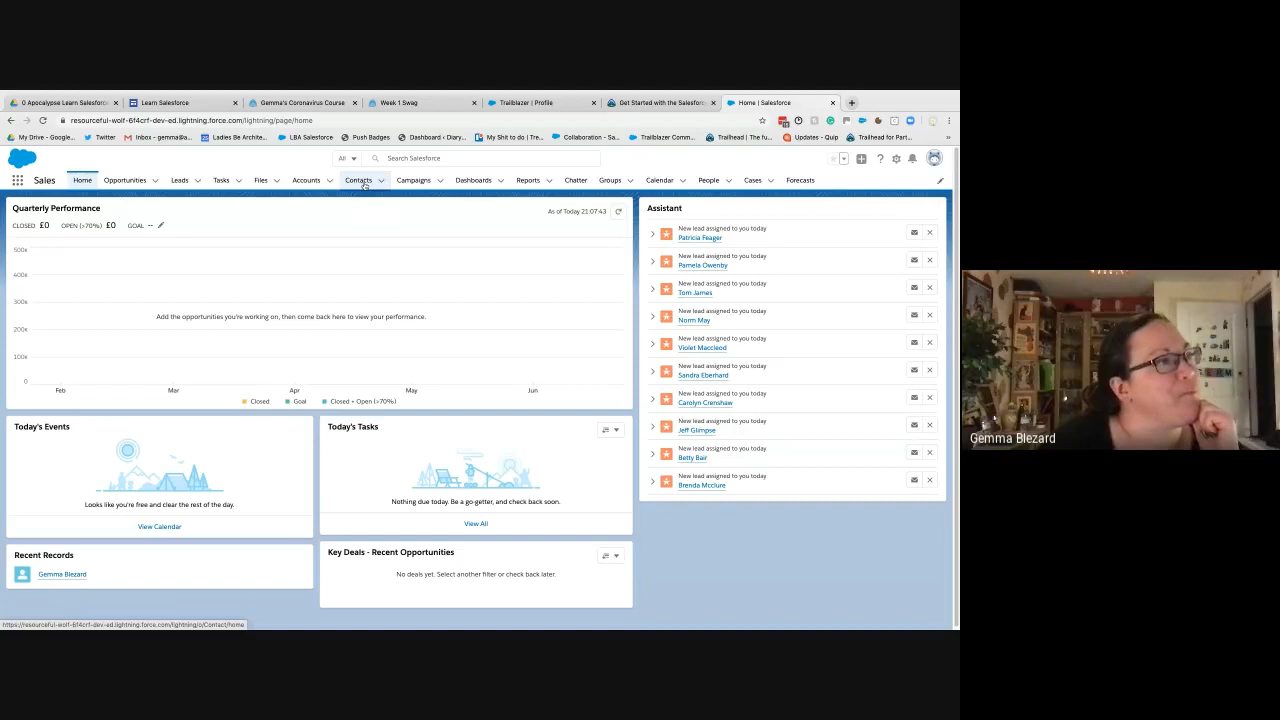 0 Apocalypse Learn Salesforc
Learn Salesforce
Gemma's Coronavirus Course
Week 1 Swag
Trailblazer | Profile
Get Started with the Salesforc
Home | Salesforce
resourceful-wolf-6f4crf-dev-ed.lightning.force.com/lightning/page/home
My Drive - Google...
Twitter
Inbox - gemma@a...
Ladies Be Architec...
LBA Salesforce
Push Badges
Dashboard ‹ Diary...
My Shit to do | Tre...
Collaboration - Sa...
Trailblazer Comm...
Trailhead | The fu...
Updates - Quip
Trailhead for Part...
All
Search Salesforce
Sales
Home
Opportunities
Leads
Tasks
Files
Accounts
Contacts
Campaigns
Dashboards
Reports
Chatter
Groups
Calendar
People
Cases
Forecasts
Quarterly Performance
As of Today 21:07:43
CLOSED £0 OPEN (>70%) £0 GOAL --
500k
400k
300k
200k
100k
0
Add the opportunities you're working on, then come back here to view your performance.
Feb Mar Apr May Jun
Closed Goal Closed + Open (>70%)
Today's Events
Looks like you're free and clear the rest of the day.
View Calendar
Today's Tasks
Nothing due today. Be a go-getter, and check back soon.
View All
Recent Records
Gemma Blezard
Key Deals - Recent Opportunities
No deals yet. Select another filter or check back later.
Assistant
New lead assigned to you today
Patricia Feager
New lead assigned to you today
Pamela Owenby
New lead assigned to you today
Tom James
New lead assigned to you today
Norm May
New lead assigned to you today
Violet Maccleod
New lead assigned to you today
Sandra Eberhard
New lead assigned to you today
Carolyn Crenshaw
New lead assigned to you today
Jeff Glimpse
New lead assigned to you today
Betty Bair
New lead assigned to you today
Brenda Mcclure
https://resourceful-wolf-6f4crf-dev-ed.lightning.force.com/lightning/o/Contact/home
Gemma Blezard